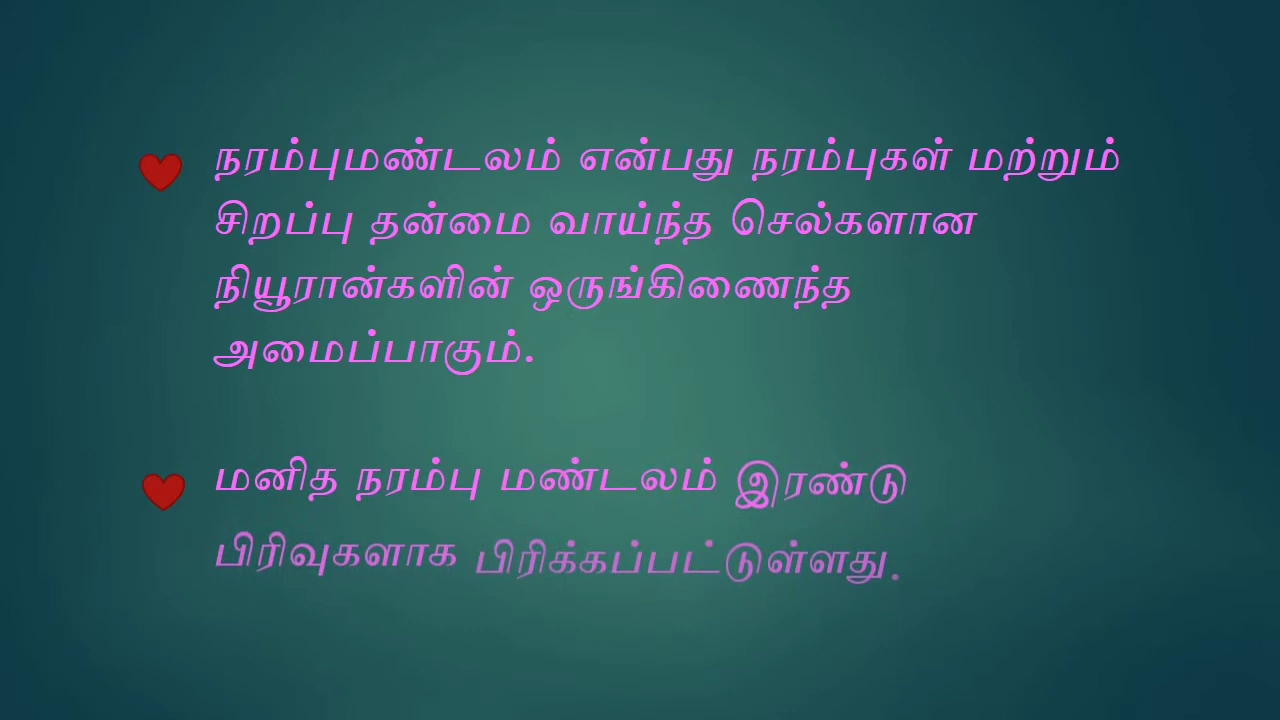 நரம்புமண்டலம் என்பது நரம்புகள் மற்றும்
சிறப்பு தன்மை வாய்ந்த செல்களான
நியூரான்களின் ஒருங்கிணைந்த
அமைப்பாகும்.
மனித நரம்பு மண்டலம் இரண்டு
பிரிவுகளாக பிரிக்கப்பட்டுள்ளது.